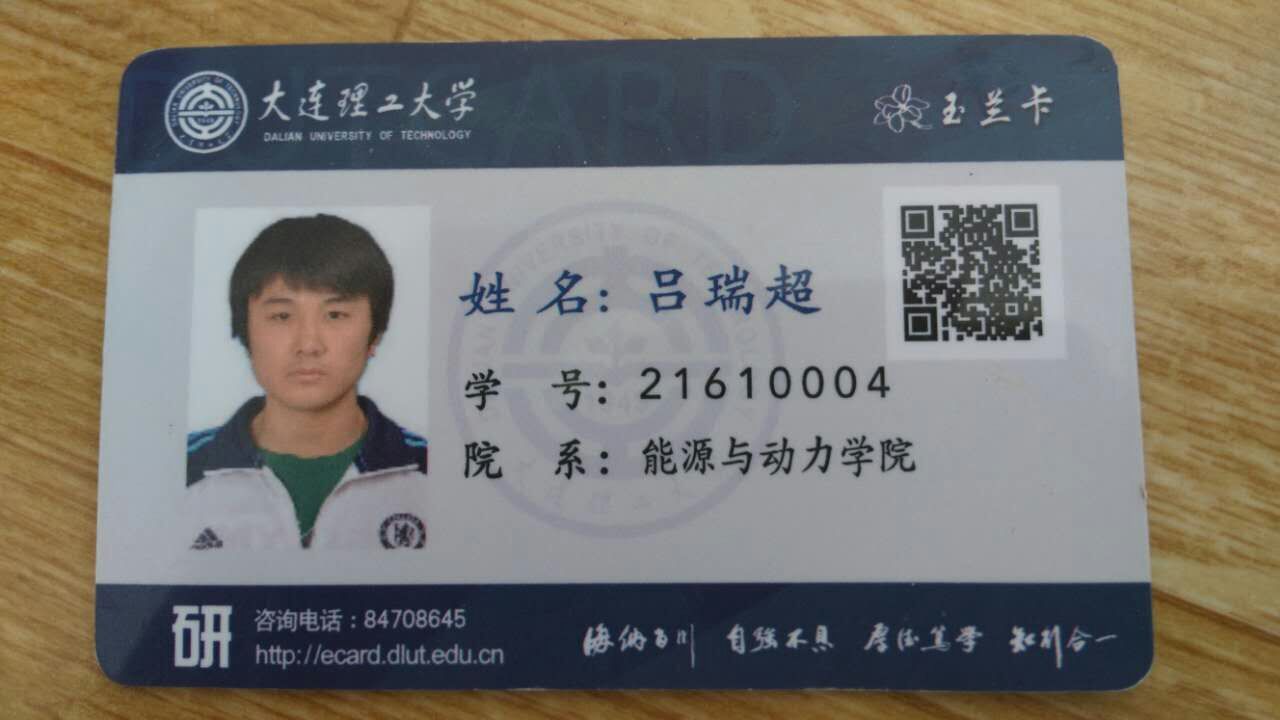 大连理工大学
DALIAN UNIVERSITY OF TECHNOLOGY
玉兰卡
姓名: 吕瑞超
学 号: 21610004
院 系: 能源与动力学院
研
咨询电话：84708645
http://ecard.dlut.edu.cn
海纳百川 自强不息 厚德笃学 知行合一